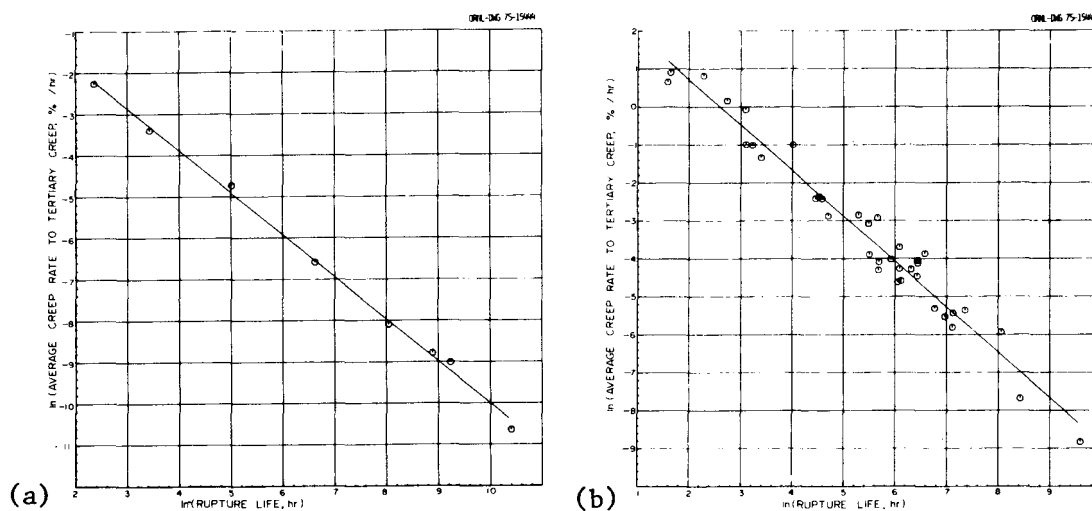 ORNL-DWG 75-15444
ln (AVERAGE CREEP RATE TO TERTIARY CREEP, % / hr)
-1
-2
-3
-4
-5
-6
-7
-8
-9
-10
-11
2 3 4 5 6 7 8 9 10
ln (RUPTURE LIFE, hr)
(a)
ORNL-DWG
ln (AVERAGE CREEP RATE TO TERTIARY CREEP, % / hr)
2
1
0
-1
-2
-3
-4
-5
-6
-7
-8
-9
1 2 3 4 5 6 7 8 9
ln (RUPTURE LIFE, hr)
(b)